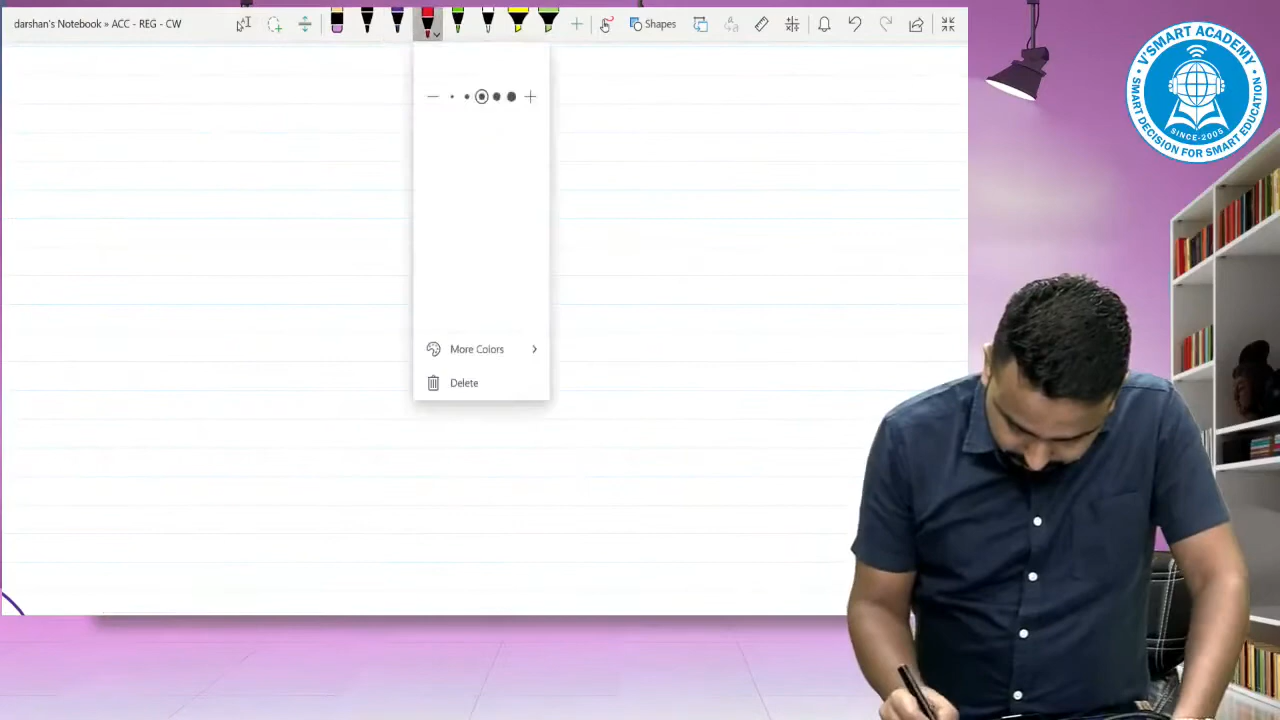 darshan's Notebook » ACC - REG - CW
Shapes
More Colors
Delete
V'SMART ACADEMY
SINCE-2005
SMART DECISION FOR SMART EDUCATION